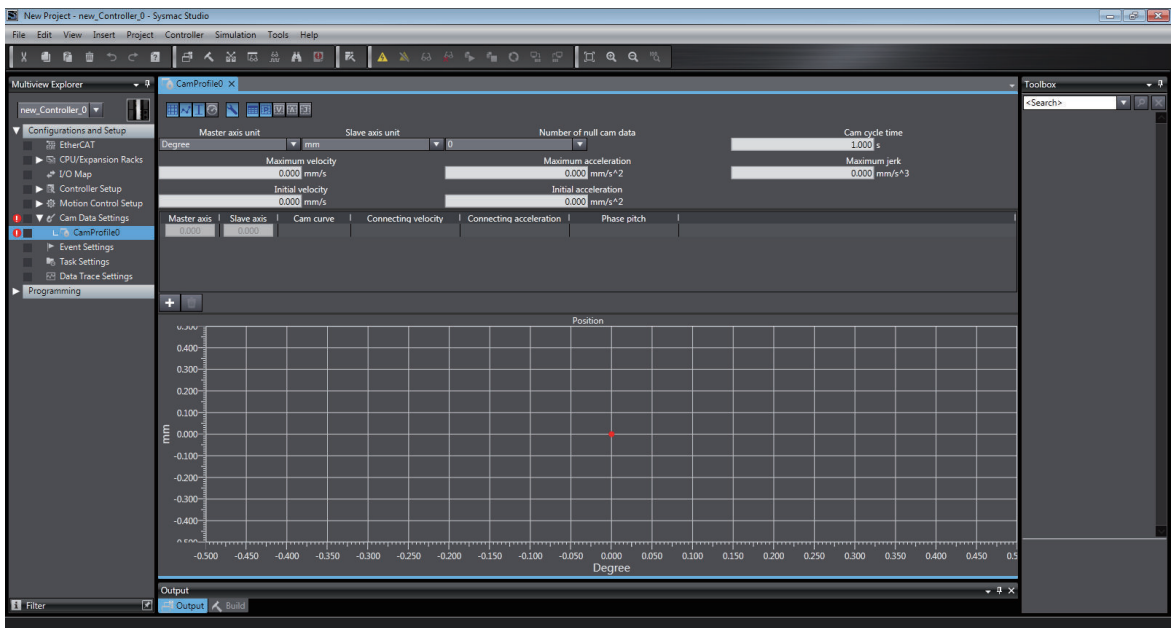 New Project - new_Controller_0 - Sysmac Studio
File Edit View Insert Project Controller Simulation Tools Help
Multiview Explorer
new_Controller_0
Configurations and Setup
EtherCAT
CPU/Expansion Racks
I/O Map
Controller Setup
Motion Control Setup
Cam Data Settings
CamProfile0
Event Settings
Task Settings
Data Trace Settings
Programming
Filter
CamProfile0
Master axis unit Slave axis unit Number of null cam data Cam cycle time
Degree mm 0 1.000 s
Maximum velocity Maximum acceleration Maximum jerk
0.000 mm/s 0.000 mm/s^2 0.000 mm/s^3
Initial velocity Initial acceleration
0.000 mm/s 0.000 mm/s^2
Master axis Slave axis Cam curve Connecting velocity Connecting acceleration Phase pitch
0.000 0.000
Position
0.500
0.400
0.300
0.200
0.100
0.000
-0.100
-0.200
-0.300
-0.400
-0.500
mm
-0.500 -0.450 -0.400 -0.350 -0.300 -0.250 -0.200 -0.150 -0.100 -0.050 0.000 0.050 0.100 0.150 0.200 0.250 0.300 0.350 0.400 0.450 0.5
Degree
Output
Output Build
Toolbox
<Search>